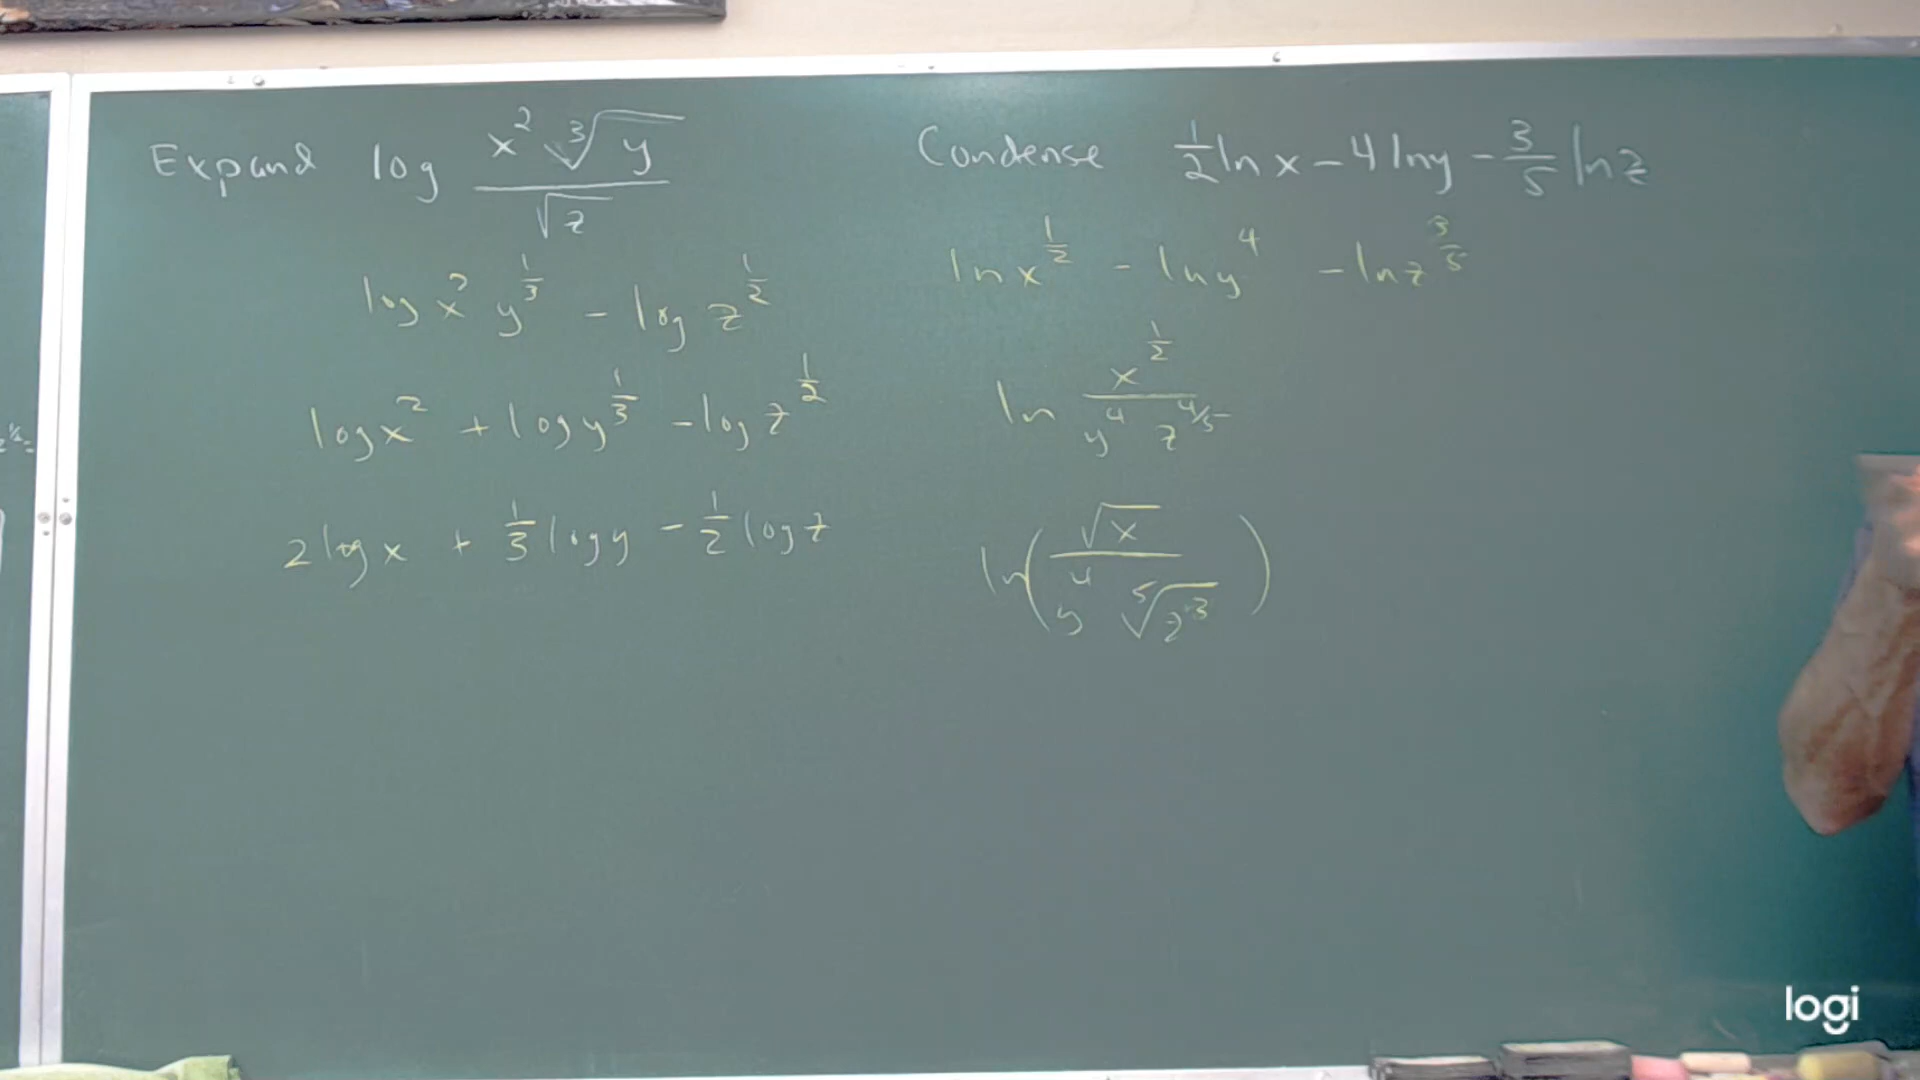 Expand log x² ∛y / √z
log x² y^(1/3) - log z^(1/2)
log x² + log y^(1/3) - log z^(1/2)
2 log x + 1/3 log y - 1/2 log z
Condense 1/2 ln x - 4 ln y - 3/5 ln z
ln x^(1/2) - ln y⁴ - ln z^(3/5)
ln x^(1/2) / y⁴ z^(4/5)
ln( √x / y⁴ ⁵√z³ )
logi